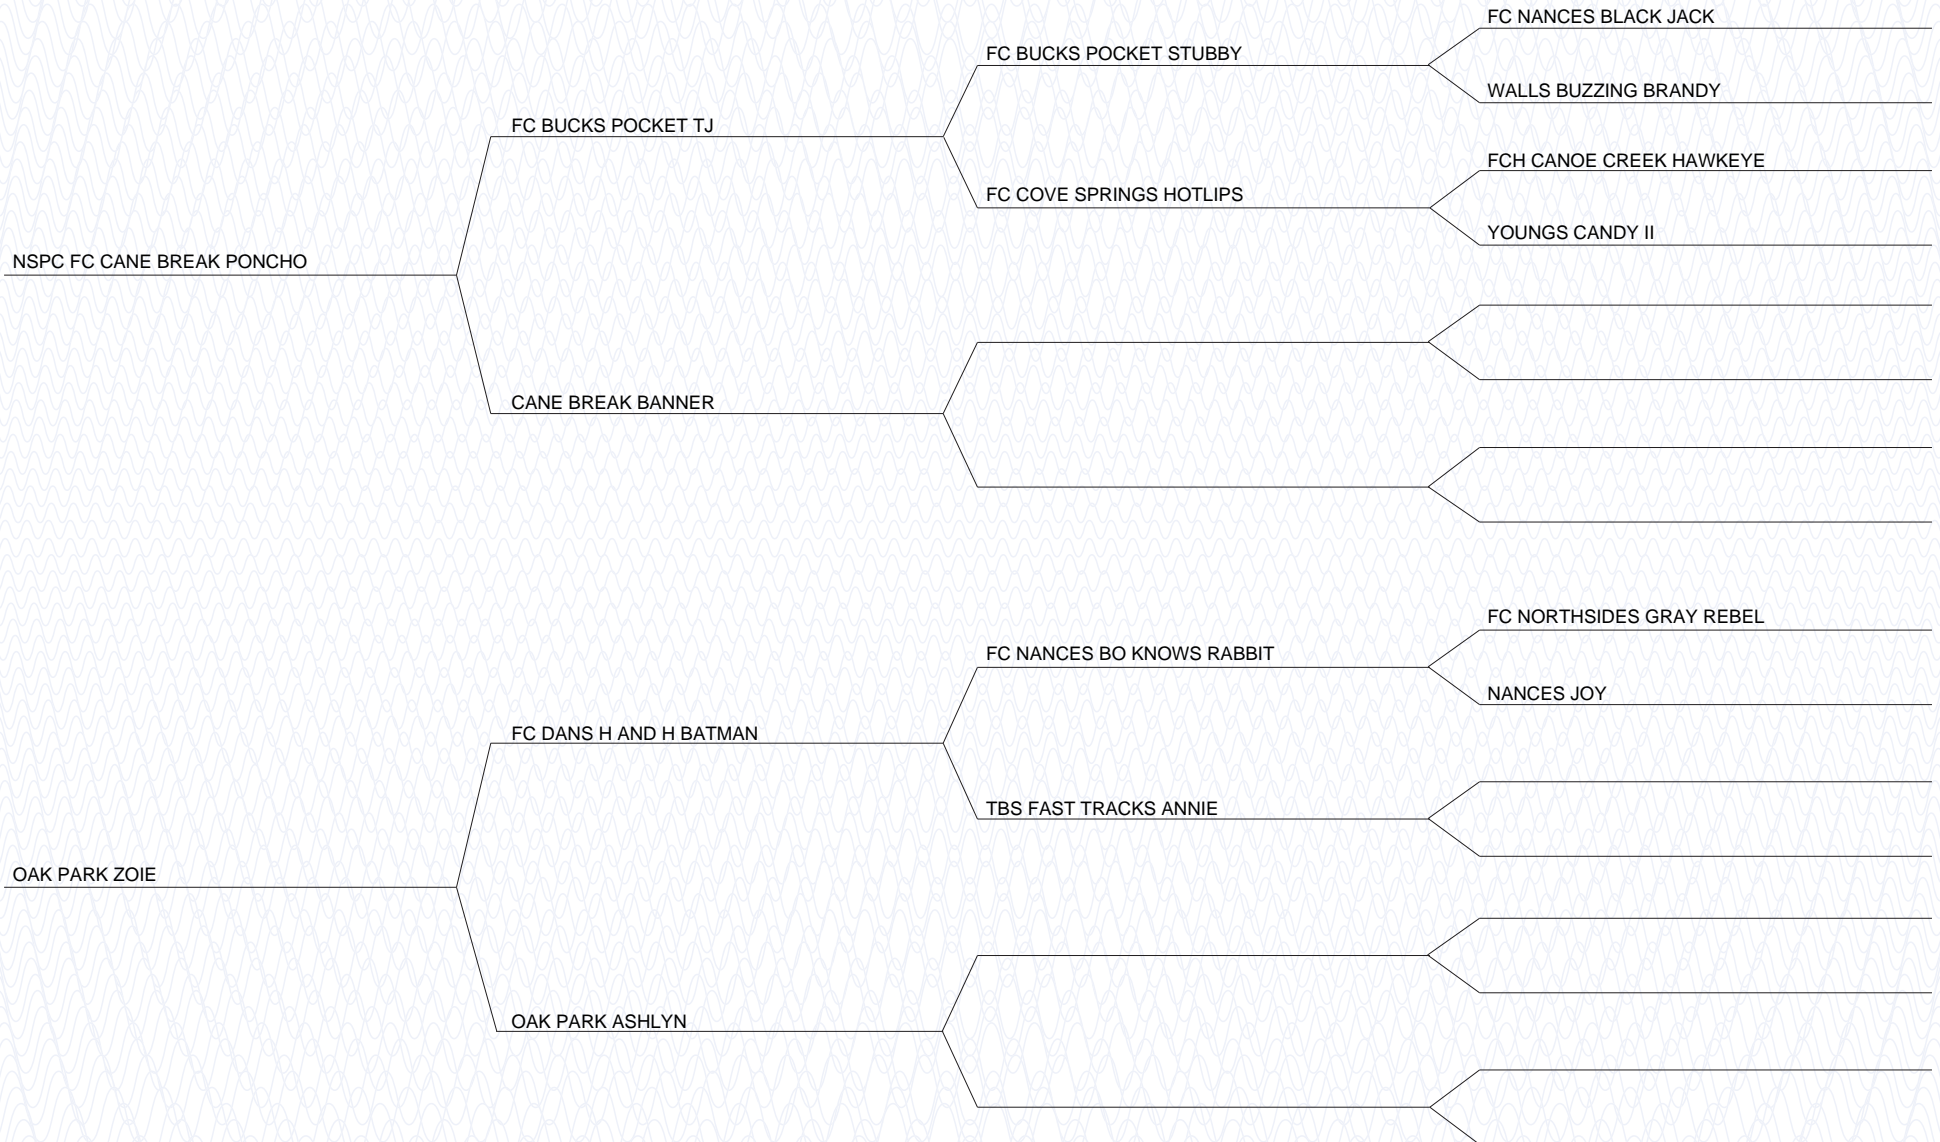 FC NANCES BLACK JACK
FC BUCKS POCKET STUBBY
WALLS BUZZING BRANDY
FC BUCKS POCKET TJ
FCH CANOE CREEK HAWKEYE
FC COVE SPRINGS HOTLIPS
YOUNGS CANDY II
NSPC FC CANE BREAK PONCHO
CANE BREAK BANNER
FC NORTHSIDES GRAY REBEL
FC NANCES BO KNOWS RABBIT
NANCES JOY
FC DANS H AND H BATMAN
TBS FAST TRACKS ANNIE
OAK PARK ZOIE
OAK PARK ASHLYN